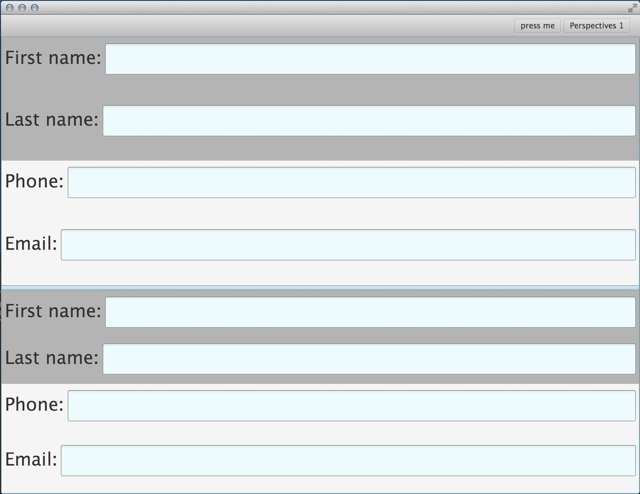 press me Perspectives 1
First name:
Last name:
Phone:
Email:
First name:
Last name:
Phone:
Email: